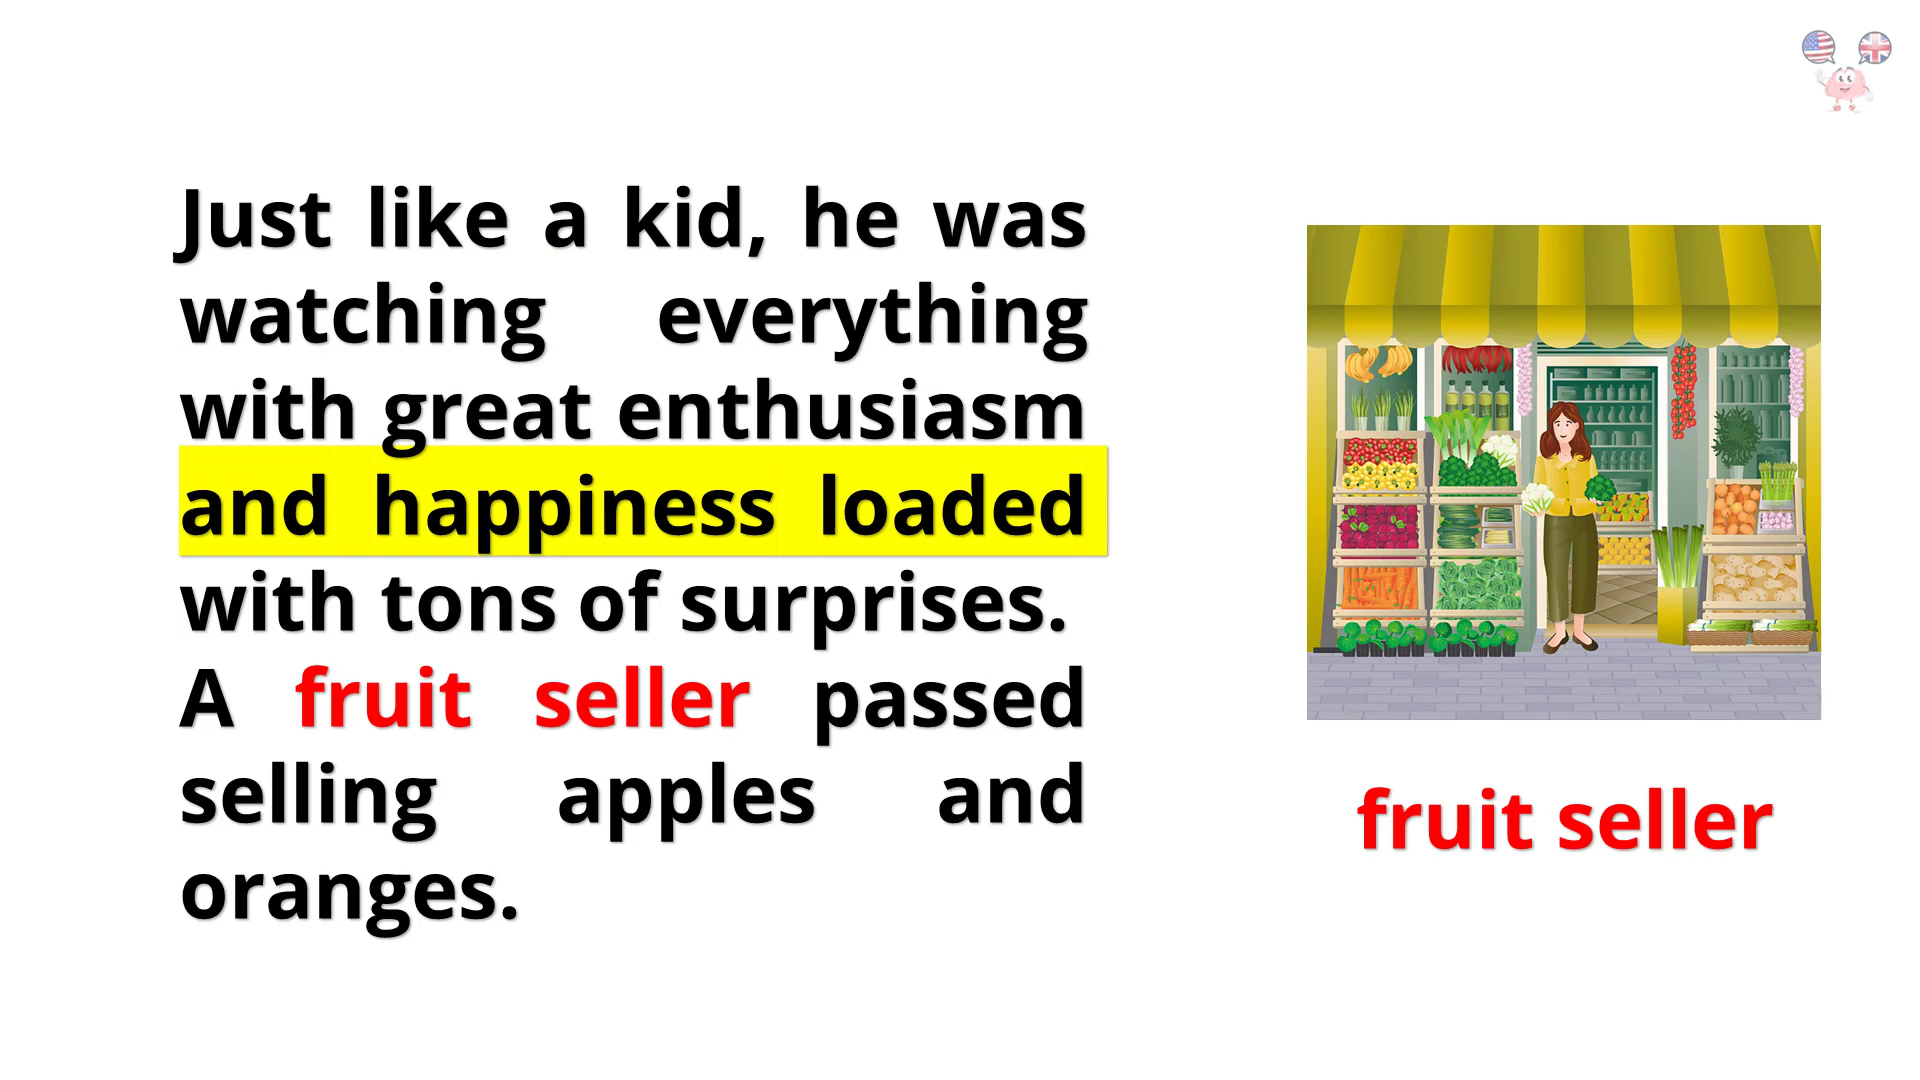 Just like a kid, he was
watching everything
with great enthusiasm
and happiness loaded
with tons of surprises.
A fruit seller passed
selling apples and
oranges.
fruit seller